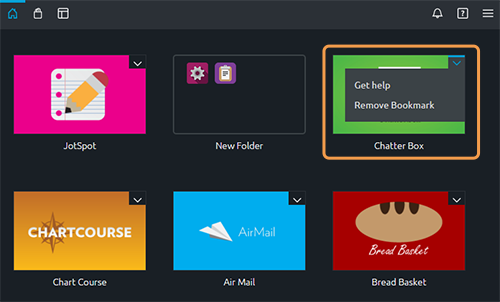 ?
Get help
Remove Bookmark
JotSpot
New Folder
Chatter Box
CHARTCOURSE
AirMail
Bread Basket
Chart Course
Air Mail
Bread Basket